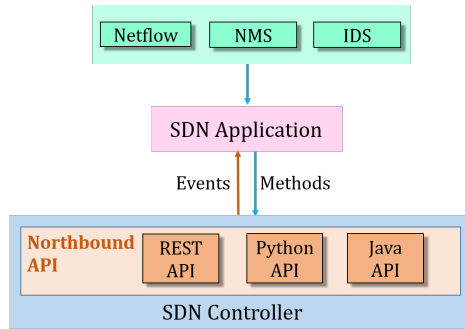 Netflow NMS IDS
SDN Application
Events Methods
Northbound API
REST API
Python API
Java API
SDN Controller